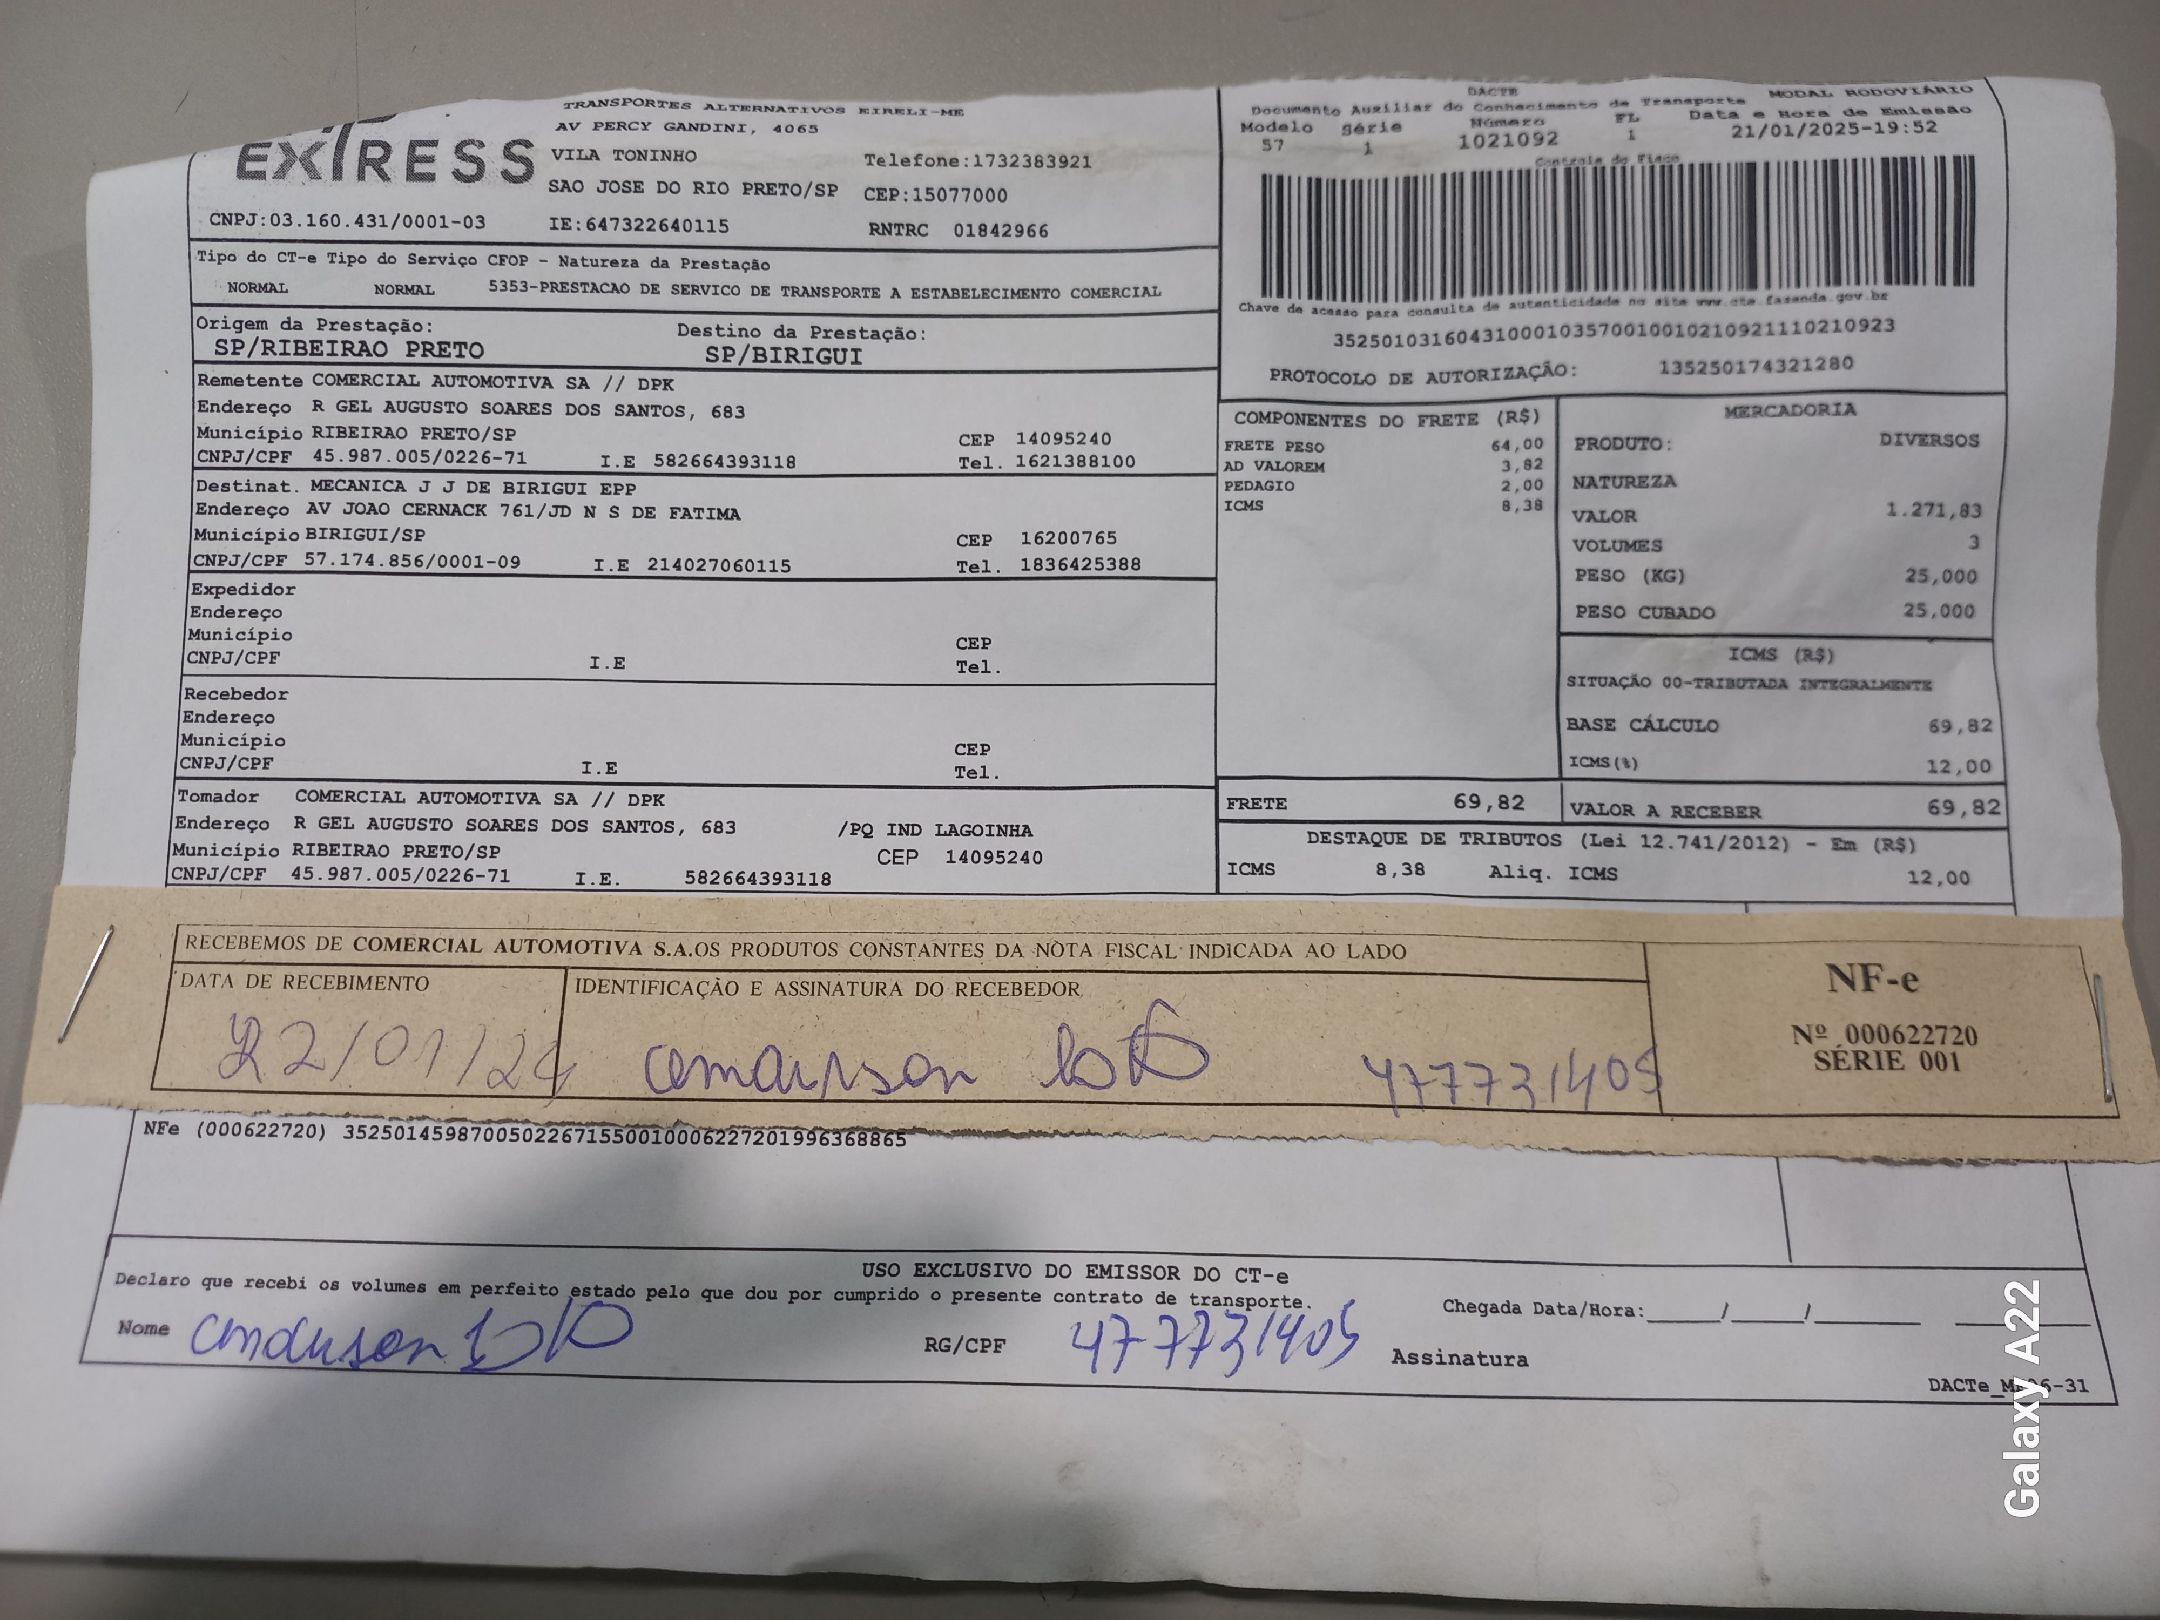 TRANSPORTES ALTERNATIVOS EIRELI-ME
EXPRESS
AV PERCY GANDINI, 4065
VILA TONINHO Telefone:1732383921
SAO JOSE DO RIO PRETO/SP CEP:15077000
CNPJ:03.160.431/0001-03 IE:647322640115 RNTRC 01842966
DACTE MODAL RODOVIÁRIO
Documento Auxiliar do Conhecimento de Transporte Data e Hora de Emissão
Modelo Série Número FL
57 1 1021092 1 21/01/2025-19:52
Controle do Fisco
Chave de acesso para consulta de autenticidade no site www.cte.fazenda.gov.br
35250103160431000103570010010210921110210923
PROTOCOLO DE AUTORIZAÇÃO: 135250174321280
Tipo do CT-e Tipo do Serviço CFOP - Natureza da Prestação
NORMAL NORMAL 5353-PRESTACAO DE SERVICO DE TRANSPORTE A ESTABELECIMENTO COMERCIAL
Origem da Prestação: Destino da Prestação:
SP/RIBEIRAO PRETO SP/BIRIGUI
Remetente COMERCIAL AUTOMOTIVA SA // DPK
Endereço R GEL AUGUSTO SOARES DOS SANTOS, 683
Município RIBEIRAO PRETO/SP CEP 14095240
CNPJ/CPF 45.987.005/0226-71 I.E 582664393118 Tel. 1621388100
Destinat. MECANICA J J DE BIRIGUI EPP
Endereço AV JOAO CERNACK 761/JD N S DE FATIMA
Município BIRIGUI/SP CEP 16200765
CNPJ/CPF 57.174.856/0001-09 I.E 214027060115 Tel. 1836425388
Expedidor
Endereço
Município CEP
CNPJ/CPF I.E Tel.
Recebedor
Endereço
Município CEP
CNPJ/CPF I.E Tel.
Tomador COMERCIAL AUTOMOTIVA SA // DPK
Endereço R GEL AUGUSTO SOARES DOS SANTOS, 683 /PQ IND LAGOINHA
Município RIBEIRAO PRETO/SP CEP 14095240
CNPJ/CPF 45.987.005/0226-71 I.E. 582664393118
COMPONENTES DO FRETE (R$)
FRETE PESO 64,00
AD VALOREM 3,82
PEDAGIO 2,00
ICMS 8,38
MERCADORIA
PRODUTO: DIVERSOS
NATUREZA
VALOR 1.271,83
VOLUMES 3
PESO (KG) 25,000
PESO CUBADO 25,000
ICMS (R$)
SITUAÇÃO 00-TRIBUTADA INTEGRALMENTE
BASE CÁLCULO 69,82
ICMS(%) 12,00
FRETE 69,82 VALOR A RECEBER 69,82
DESTAQUE DE TRIBUTOS (Lei 12.741/2012) - Em (R$)
ICMS 8,38 Aliq. ICMS 12,00
RECEBEMOS DE COMERCIAL AUTOMOTIVA S.A.OS PRODUTOS CONSTANTES DA NOTA FISCAL INDICADA AO LADO
DATA DE RECEBIMENTO IDENTIFICAÇÃO E ASSINATURA DO RECEBEDOR
22/01/24 477731405
NF-e
Nº 000622720
SÉRIE 001
NFe (000622720) 35250145987005022671550010006227201996368865
USO EXCLUSIVO DO EMISSOR DO CT-e
Declaro que recebi os volumes em perfeito estado pelo que dou por cumprido o presente contrato de transporte.
Chegada Data/Hora:_____/_____/_______ _________
Nome Anderson RG/CPF 477731405 Assinatura
Galaxy A22